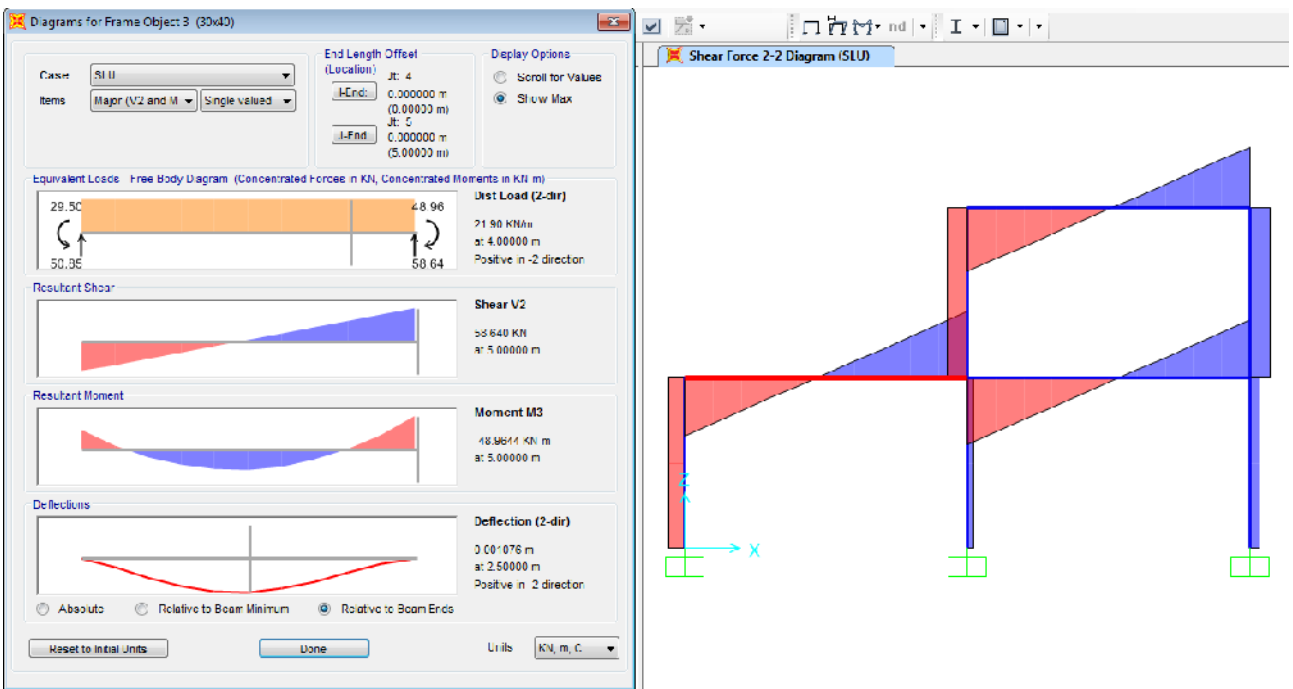 Diagrams for Frame Object 3 (30x40)
Case SLU
Items Major (V2 and M Single valued
End Length Offset
(Location)
Jt: 4
I-End: 0.000000 m
(0.00000 m)
Jt: 5
J-End: 0.000000 m
(5.00000 m)
Display Options
Scroll for Values
Show Max
Equivalent Loads - Free Body Diagram (Concentrated Forces in KN, Concentrated Moments in KN-m)
29.50 48.96
50.85 58.64
Dist Load (2-dir)
21.90 KN/m
at 4.00000 m
Positive in -2 direction
Resultant Shear
Shear V2
58.640 KN
at 5.00000 m
Resultant Moment
Moment M3
-48.9644 KN-m
at 5.00000 m
Deflections
Deflection (2-dir)
0.001076 m
at 2.50000 m
Positive in -2 direction
Absolute Relative to Beam Minimum Relative to Beam Ends
Reset to Initial Units Done Units KN, m, C
nd
Shear Force 2-2 Diagram (SLU)
Z
X